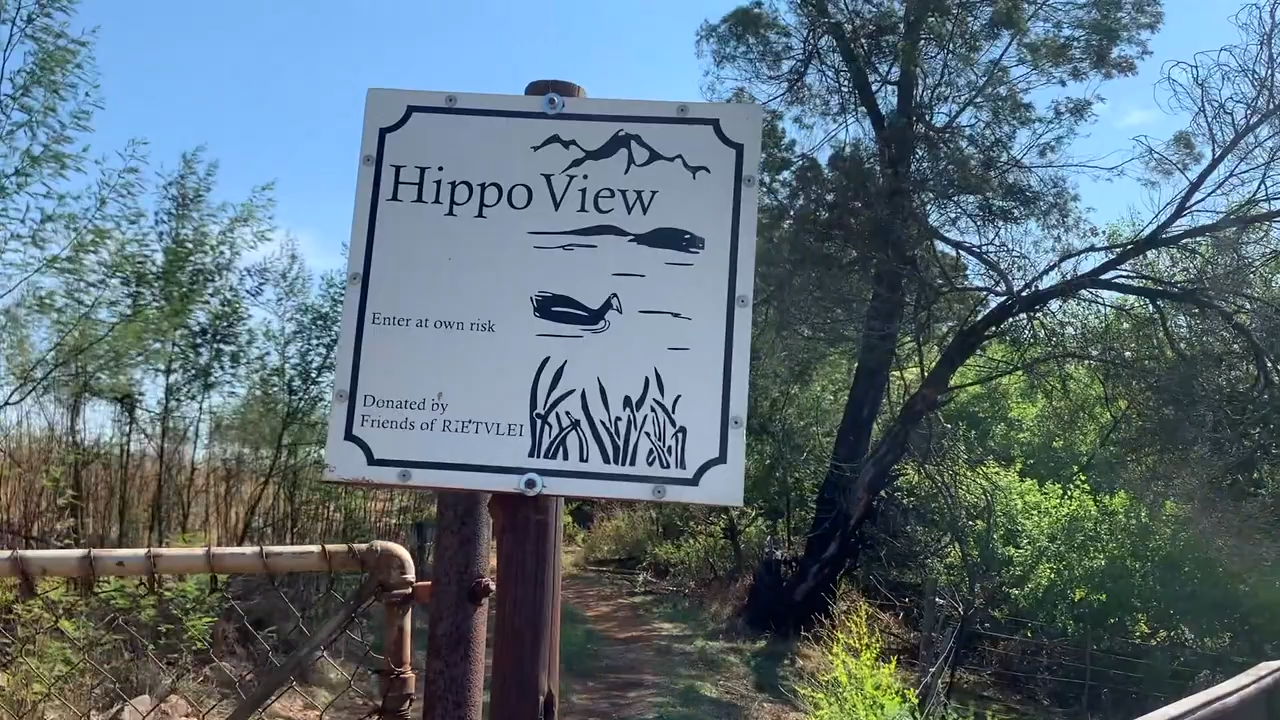 Hippo View
Enter at own risk
Donated by
Friends of RIETVLEI